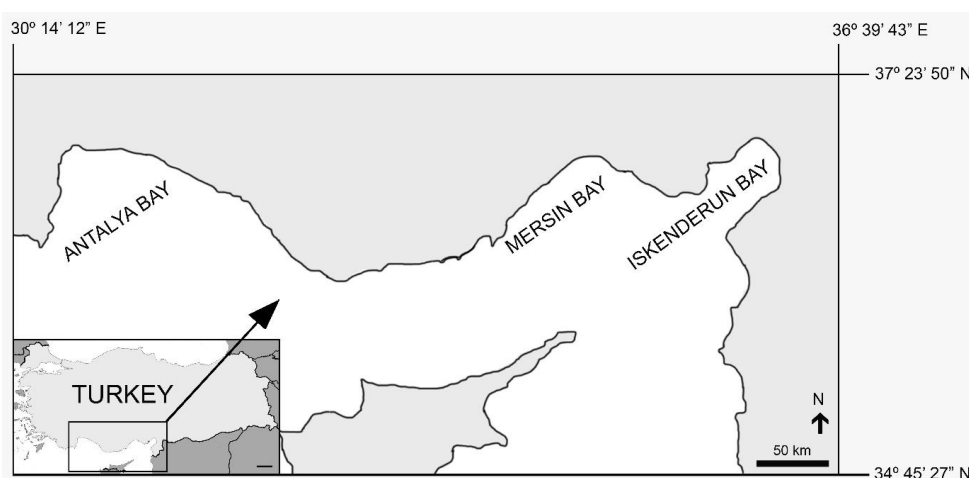 30º 14’ 12” E
36º 39’ 43” E
37º 23’ 50” N
ANTALYA BAY
MERSIN BAY
ISKENDERUN BAY
TURKEY
N
50 km
34º 45’ 27” N